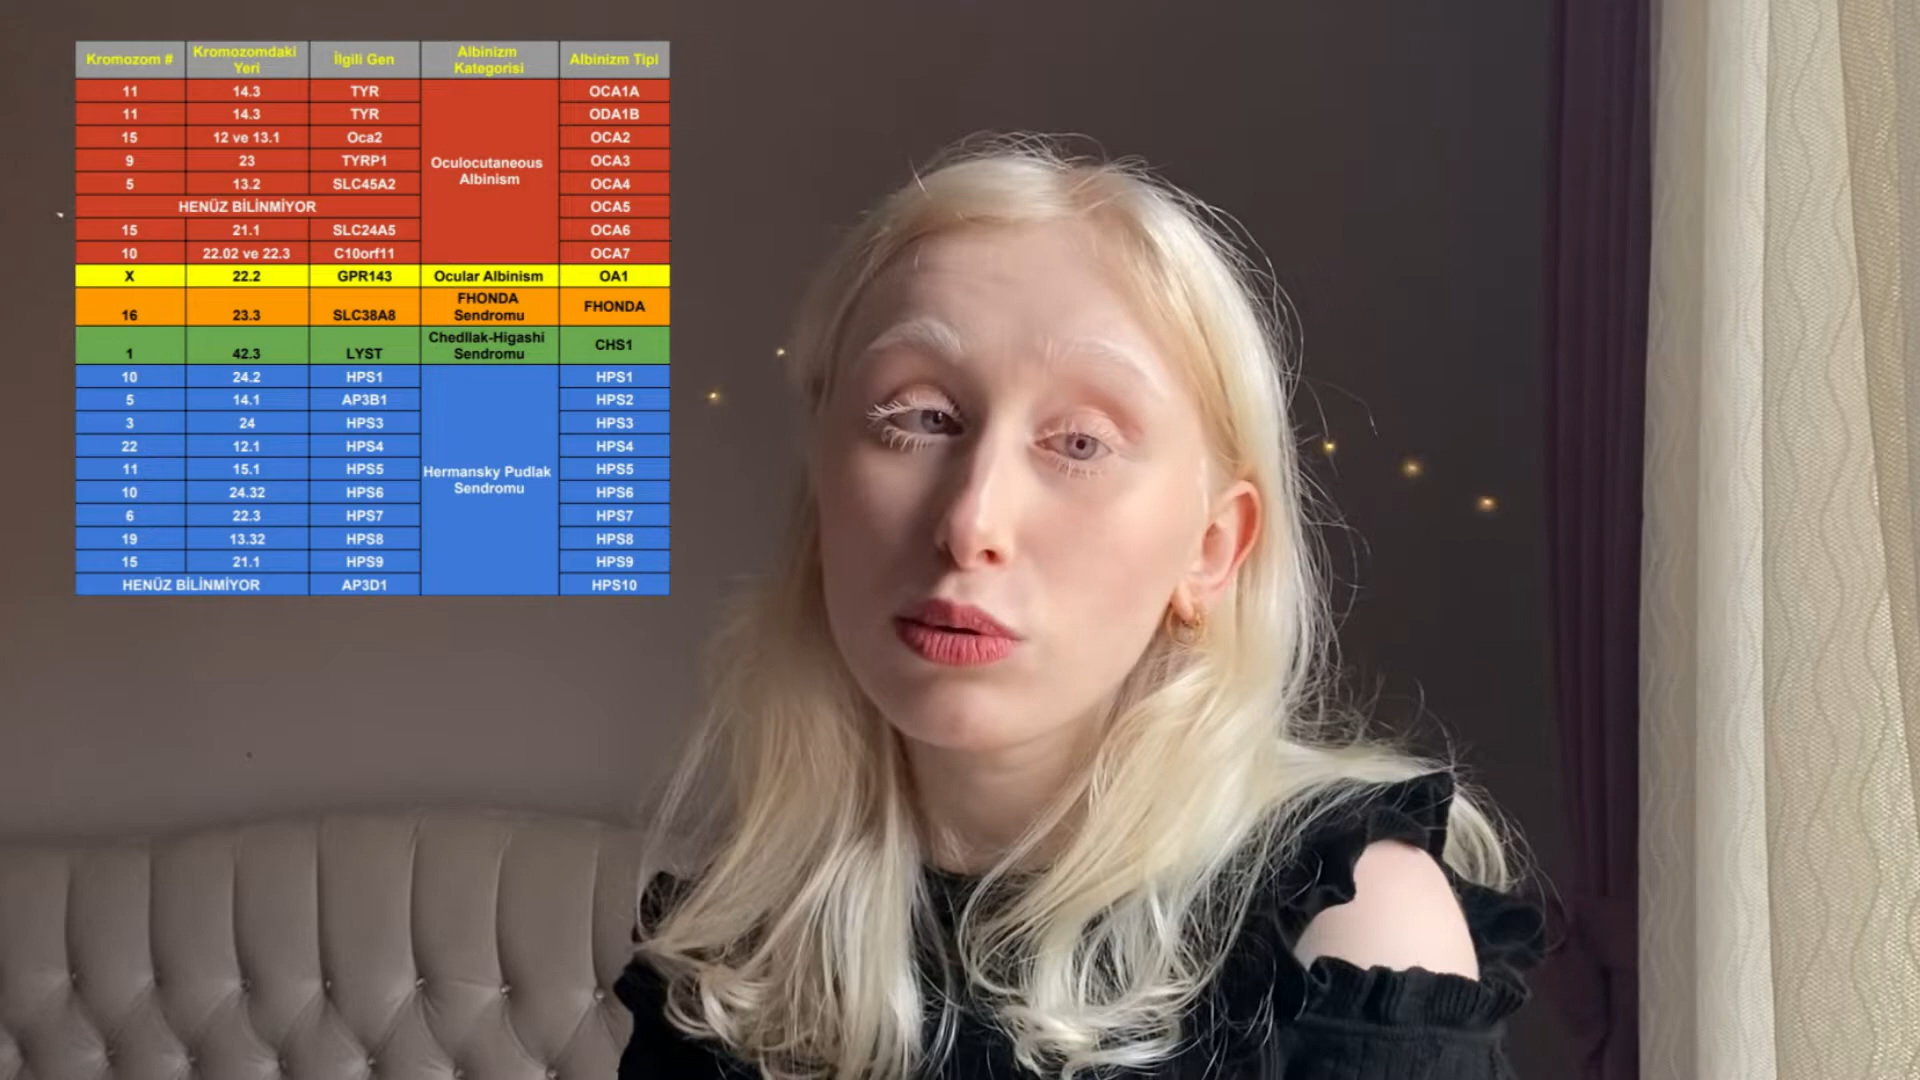 Kromozom # Kromozomdaki Yeri İlgili Gen Albinizm Kategorisi Albinizm Tipi
11 14.3 TYR OCA1A
11 14.3 TYR ODA1B
15 12 ve 13.1 Oca2 OCA2
9 23 TYRP1 Oculocutaneous Albinism OCA3
5 13.2 SLC45A2 OCA4
HENÜZ BİLİNMİYOR OCA5
15 21.1 SLC24A5 OCA6
10 22.02 ve 22.3 C10orf11 OCA7
X 22.2 GPR143 Ocular Albinism OA1
16 23.3 SLC38A8 FHONDA Sendromu FHONDA
1 42.3 LYST Chedllak-Higashi Sendromu CHS1
10 24.2 HPS1 HPS1
5 14.1 AP3B1 HPS2
3 24 HPS3 HPS3
22 12.1 HPS4 HPS4
11 15.1 HPS5 Hermansky Pudlak Sendromu HPS5
10 24.32 HPS6 HPS6
6 22.3 HPS7 HPS7
19 13.32 HPS8 HPS8
15 21.1 HPS9 HPS9
HENÜZ BİLİNMİYOR AP3D1 HPS10